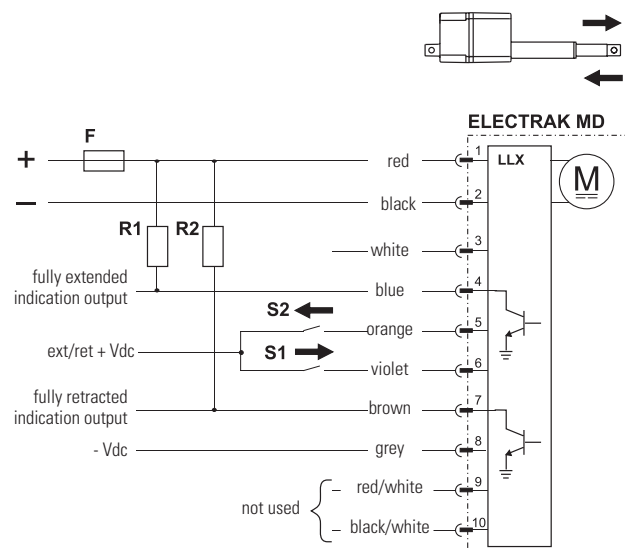 ELECTRAK MD
F
+
red
1
LLX
M
–
black
2
R1
R2
white
3
fully extended
indication output
blue
4
S2
orange
5
ext/ret + Vdc
S1
violet
6
fully retracted
indication output
brown
7
- Vdc
grey
8
not used
red/white
9
black/white
10